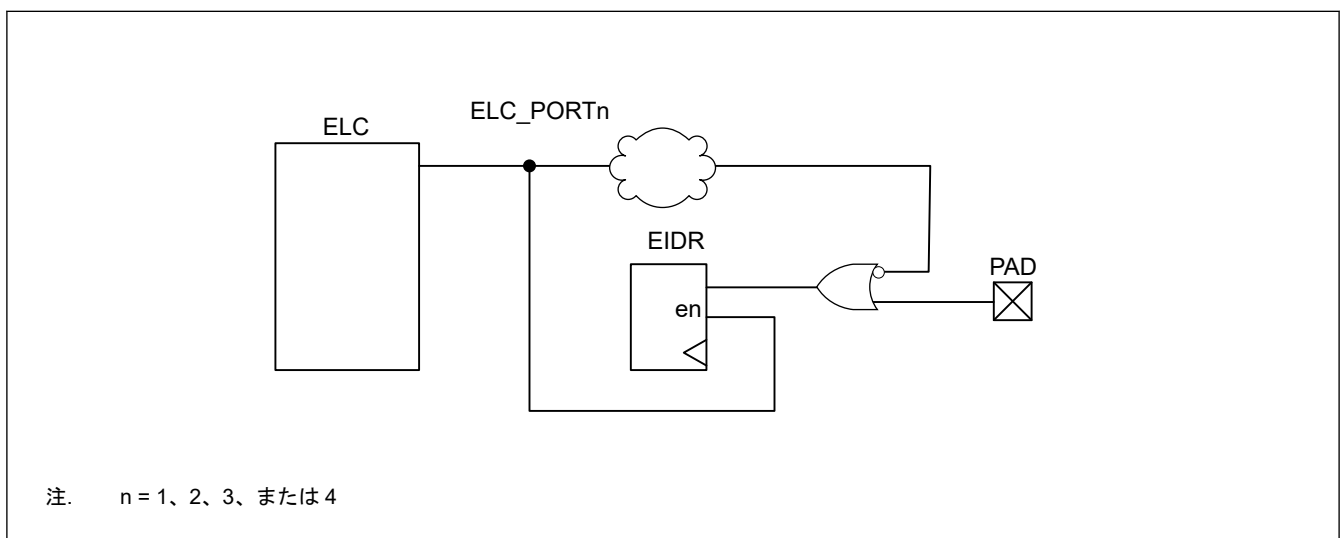 ELC_PORTn
ELC
EIDR
PAD
en
注. n = 1、2、3、または 4